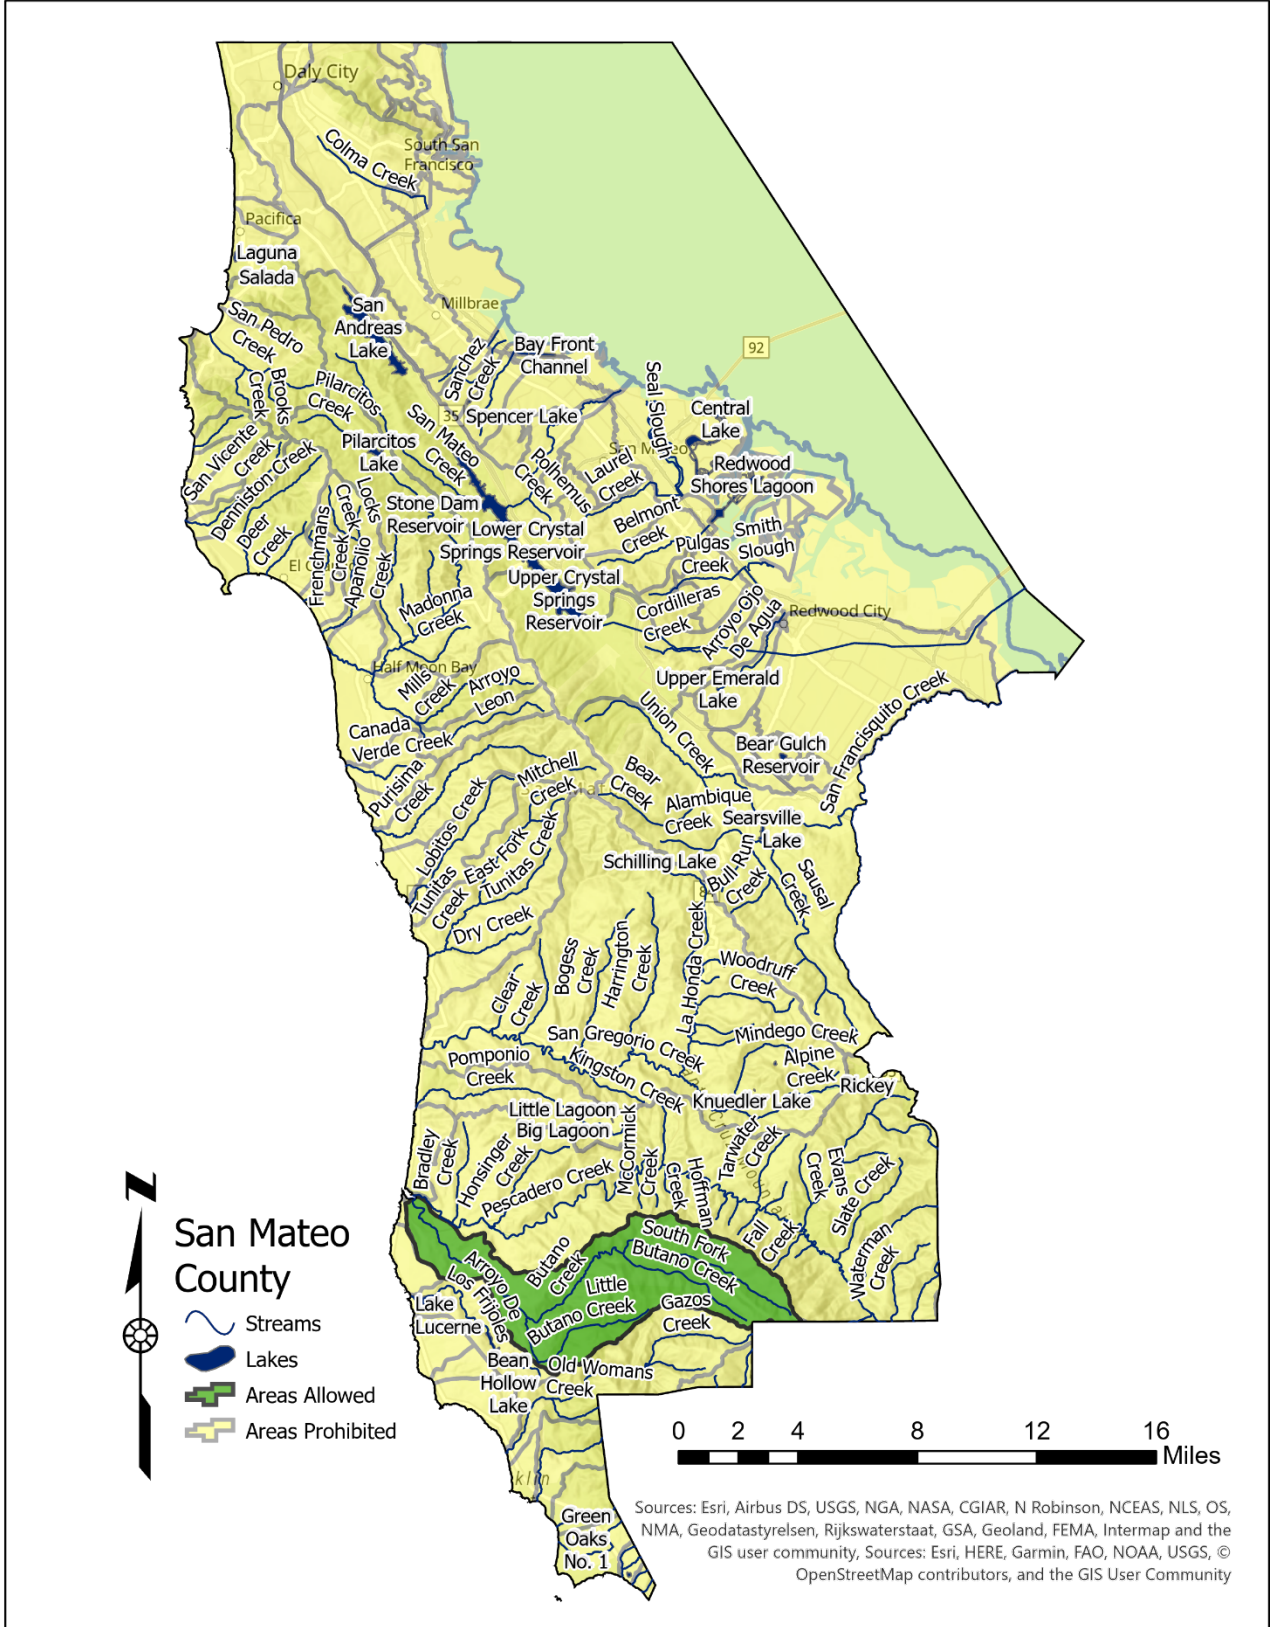 Daly City
Colma Creek
South San
Francisco
Pacifica
Laguna
Salada
San
Andreas
Lake
Millbrae
San Pedro
Creek
Sanchez
Creek
Bay Front
Channel
92
Brooks
Creek
Pilarcitos
Creek
35
Spencer Lake
Seal Slough
Central
Lake
San Mateo
Creek
San Mateo
Pilarcitos
Lake
San Vicente
Creek
Denniston Creek
Polhemus
Creek
Laurel
Creek
Redwood
Shores Lagoon
Deer
Creek
Locks
Creek
Stone Dam
Reservoir
Lower Crystal
Springs Reservoir
Belmont
Creek
Smith
Slough
Pulgas
Creek
Frenchmans
Creek
Apanolio
Creek
Upper Crystal
Springs
Reservoir
Madonna
Creek
Cordilleras
Creek
Arroyo Ojo
De Agua
Redwood City
Half Moon Bay
Mills
Creek
Arroyo
Leon
Upper Emerald
Lake
Canada
Verde Creek
Union Creek
Bear Gulch
Reservoir
San Francisquito Creek
Purisima
Creek
Mitchell
Creek
Bear
Creek
Alambique
Creek
Searsville
Lake
Lobitos Creek
East Fork
Tunitas Creek
Tunitas
Creek
Schilling Lake
Bull Run
Creek
Sausal
Creek
Dry Creek
Bogess
Creek
Harrington
Creek
La Honda Creek
Woodruff
Creek
Clear
Creek
San Gregorio Creek
Mindego Creek
Pomponio
Creek
Kingston Creek
Alpine
Creek
Rickey
Knuedler Lake
Little Lagoon
Big Lagoon
McCormick
Creek
Bradley
Creek
Honsinger
Creek
Pescadero Creek
Hoffman
Creek
Tarwater
Creek
Evans
Creek
Slate Creek
Fall
Creek
Waterman
Creek
South Fork
Butano Creek
Butano
Creek
Arroyo De
Los Frijoles
Little
Butano Creek
Gazos
Creek
Lake
Lucerne
Bean
Hollow
Lake
Old Womans
Creek
klin
Green
Oaks
No. 1
N
San Mateo
County
Streams
Lakes
Areas Allowed
Areas Prohibited
0 2 4 8 12 16
Miles
Sources: Esri, Airbus DS, USGS, NGA, NASA, CGIAR, N Robinson, NCEAS, NLS, OS,
NMA, Geodatastyrelsen, Rijkswaterstaat, GSA, Geoland, FEMA, Intermap and the
GIS user community, Sources: Esri, HERE, Garmin, FAO, NOAA, USGS, ©
OpenStreetMap contributors, and the GIS User Community